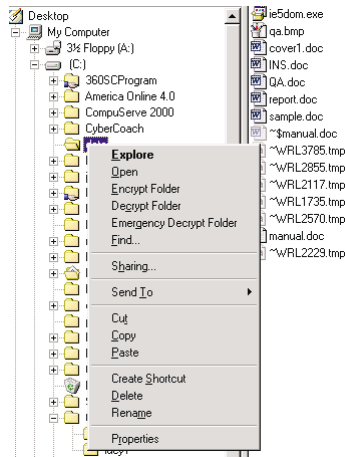 Desktop
My Computer
3½ Floppy (A:)
(C:)
360SCProgram
America Online 4.0
CompuServe 2000
CyberCoach
Explore
Open
Encrypt Folder
Decrypt Folder
Emergency Decrypt Folder
Find...
Sharing...
Send To
Cut
Copy
Paste
Create Shortcut
Delete
Rename
Properties
ie5dom.exe
qa.bmp
cover1.doc
INS.doc
QA.doc
report.doc
sample.doc
~$manual.doc
~WRL3785.tmp
~WRL2855.tmp
~WRL2117.tmp
~WRL1735.tmp
~WRL2570.tmp
manual.doc
~WRL2229.tmp